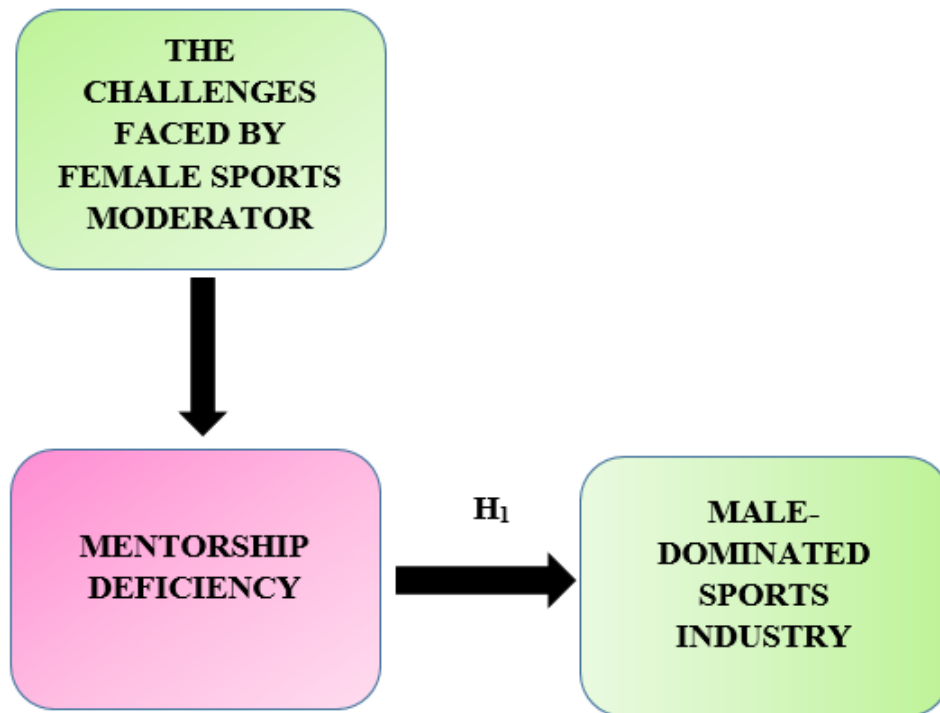 THE
CHALLENGES
FACED BY
FEMALE SPORTS
MODERATOR
MENTORSHIP
DEFICIENCY
H₁
MALE-
DOMINATED
SPORTS
INDUSTRY